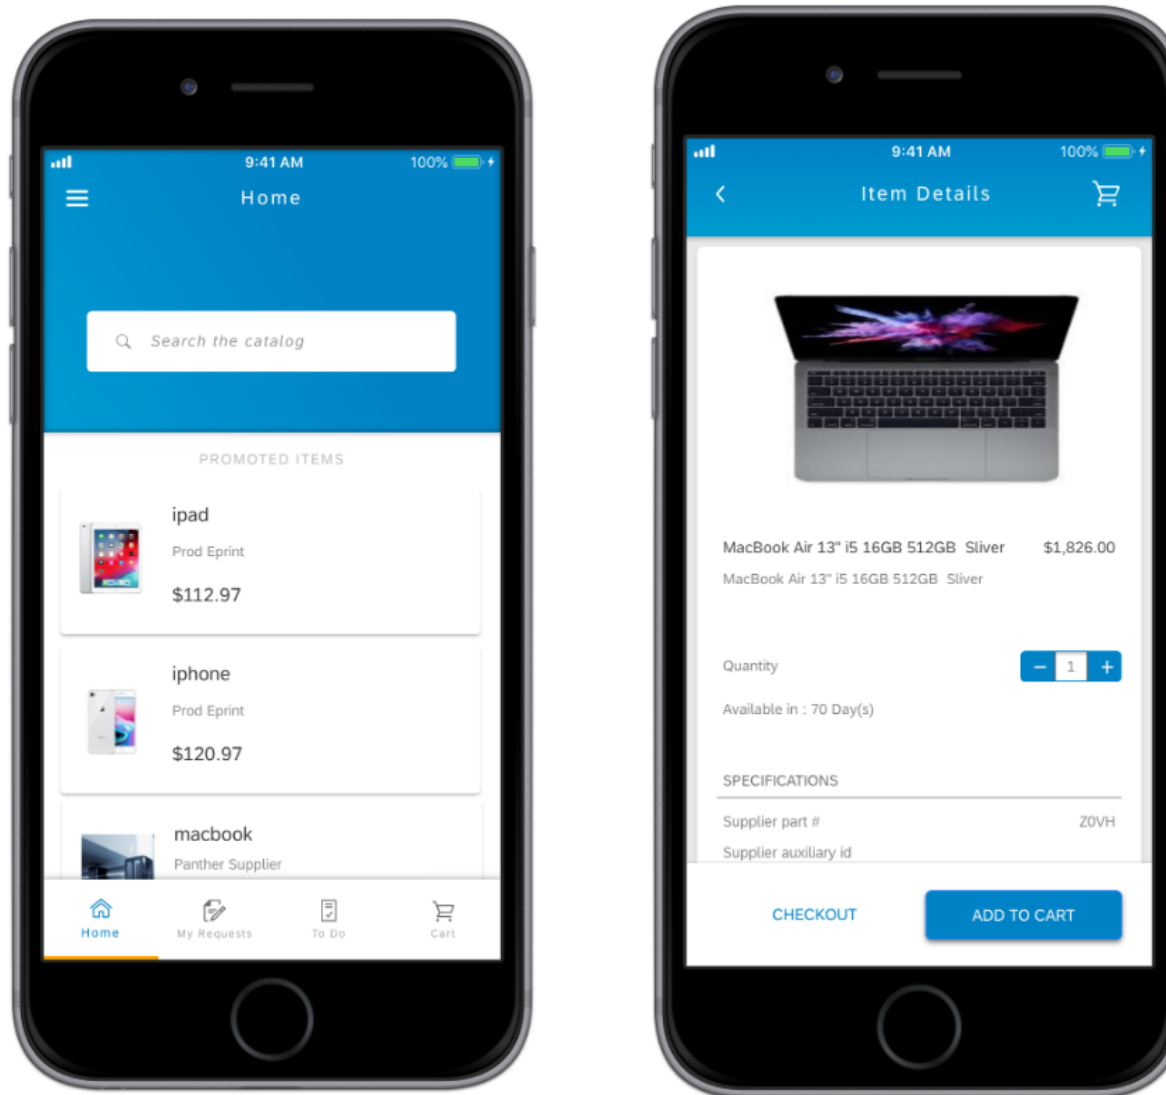 9:41 AM
100%
Home
Search the catalog
PROMOTED ITEMS
ipad
Prod Eprint
$112.97
iphone
Prod Eprint
$120.97
macbook
Panther Supplier
Home
My Requests
To Do
Cart
9:41 AM
100%
Item Details
MacBook Air 13" i5 16GB 512GB Sliver $1,826.00
MacBook Air 13" i5 16GB 512GB Sliver
Quantity
1
Available in : 70 Day(s)
SPECIFICATIONS
Supplier part # Z0VH
Supplier auxiliary id
CHECKOUT
ADD TO CART